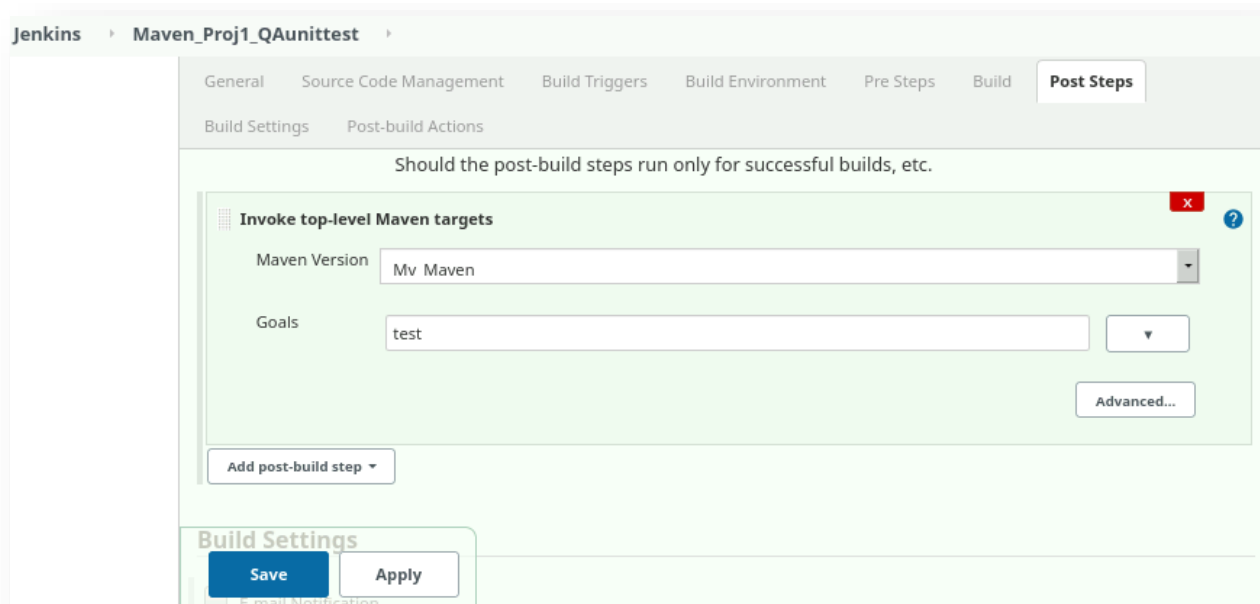 Jenkins Maven_Proj1_QAunittest
General Source Code Management Build Triggers Build Environment Pre Steps Build Post Steps
Build Settings Post-build Actions
Should the post-build steps run only for successful builds, etc.
X
Invoke top-level Maven targets ?
Maven Version Mv Maven
Goals test
Advanced...
Add post-build step
Build Settings
Save Apply
E-mail Notification